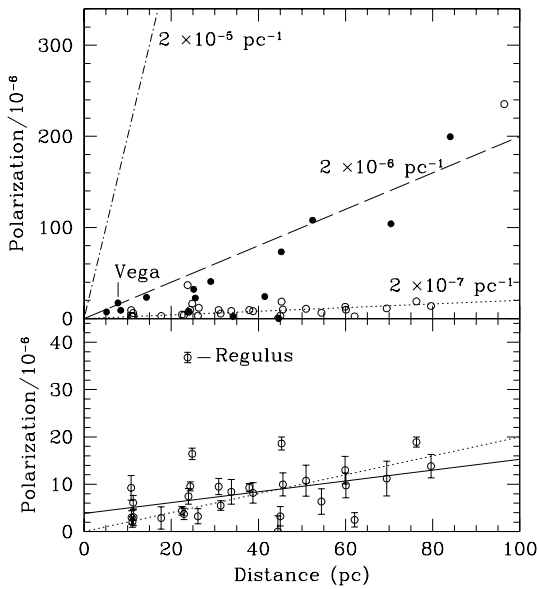 2 ×10⁻⁵ pc⁻¹
300
Polarization/10⁻⁶
200
2 ×10⁻⁶ pc⁻¹
100
Vega
2 ×10⁻⁷ pc⁻¹
0
40
Regulus
Polarization/10⁻⁶
30
20
10
0
0 20 40 60 80 100
Distance (pc)